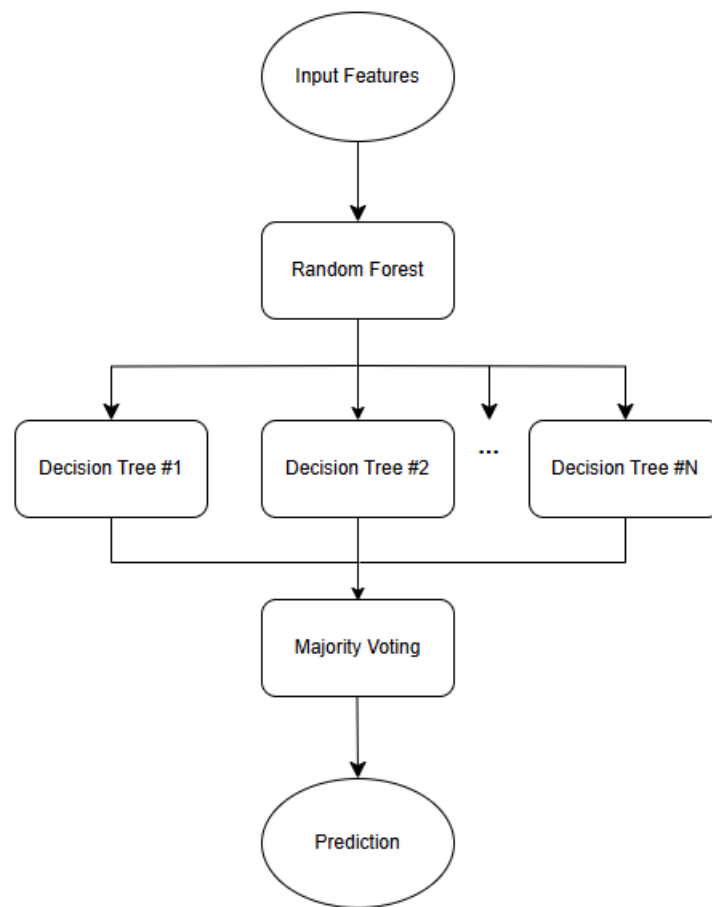 Input Features
Random Forest
Decision Tree #1
Decision Tree #2
...
Decision Tree #N
Majority Voting
Prediction